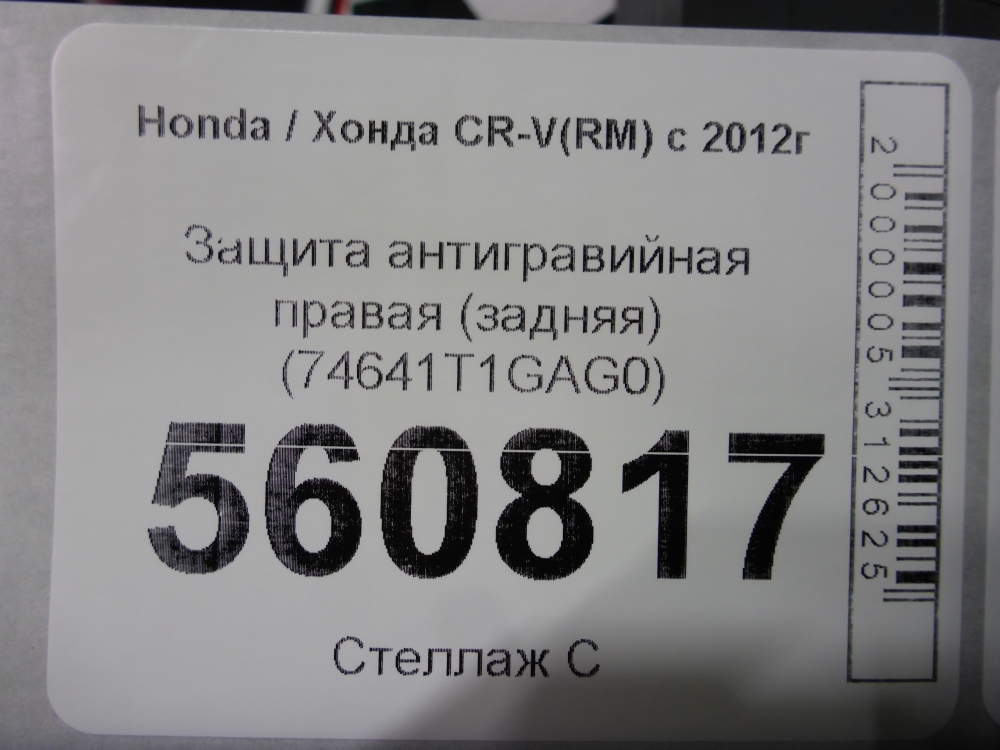 Honda / Хонда CR-V(RM) с 2012г
Защита антигравийная
правая (задняя)
(74641T1GAG0)
560817
Стеллаж С
2000005312625